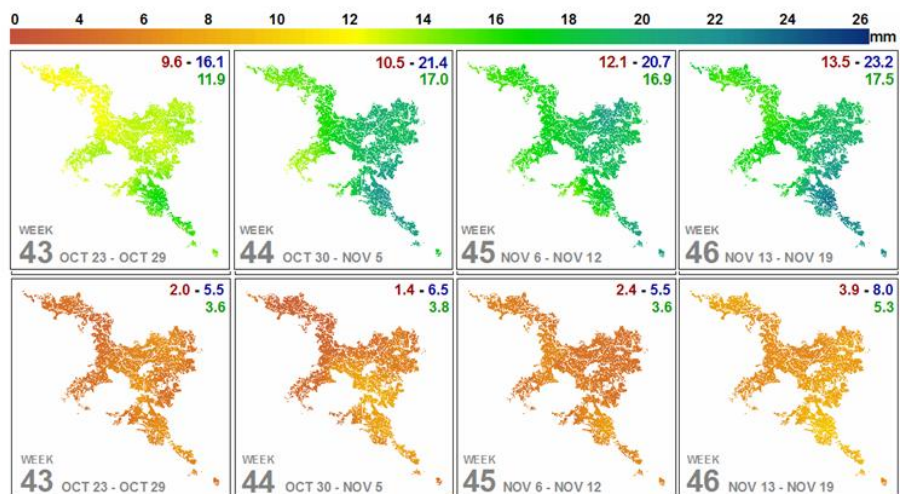 0 4 6 8 10 12 14 16 18 20 22 24 26
mm
9.6 - 16.1
11.9
WEEK
43 OCT 23 - OCT 29
10.5 - 21.4
17.0
WEEK
44 OCT 30 - NOV 5
12.1 - 20.7
16.9
WEEK
45 NOV 6 - NOV 12
13.5 - 23.2
17.5
WEEK
46 NOV 13 - NOV 19
2.0 - 5.5
3.6
WEEK
43 OCT 23 - OCT 29
1.4 - 6.5
3.8
WEEK
44 OCT 30 - NOV 5
2.4 - 5.5
3.6
WEEK
45 NOV 6 - NOV 12
3.9 - 8.0
5.3
WEEK
46 NOV 13 - NOV 19